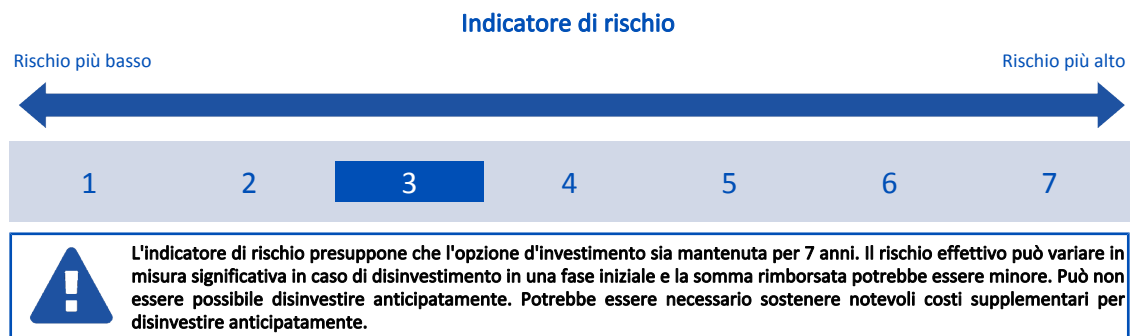 Indicatore di rischio
Rischio più basso
Rischio più alto
1 2 3 4 5 6 7
L'indicatore di rischio presuppone che l'opzione d'investimento sia mantenuta per 7 anni. Il rischio effettivo può variare in
misura significativa in caso di disinvestimento in una fase iniziale e la somma rimborsata potrebbe essere minore. Può non
essere possibile disinvestire anticipatamente. Potrebbe essere necessario sostenere notevoli costi supplementari per
disinvestire anticipatamente.